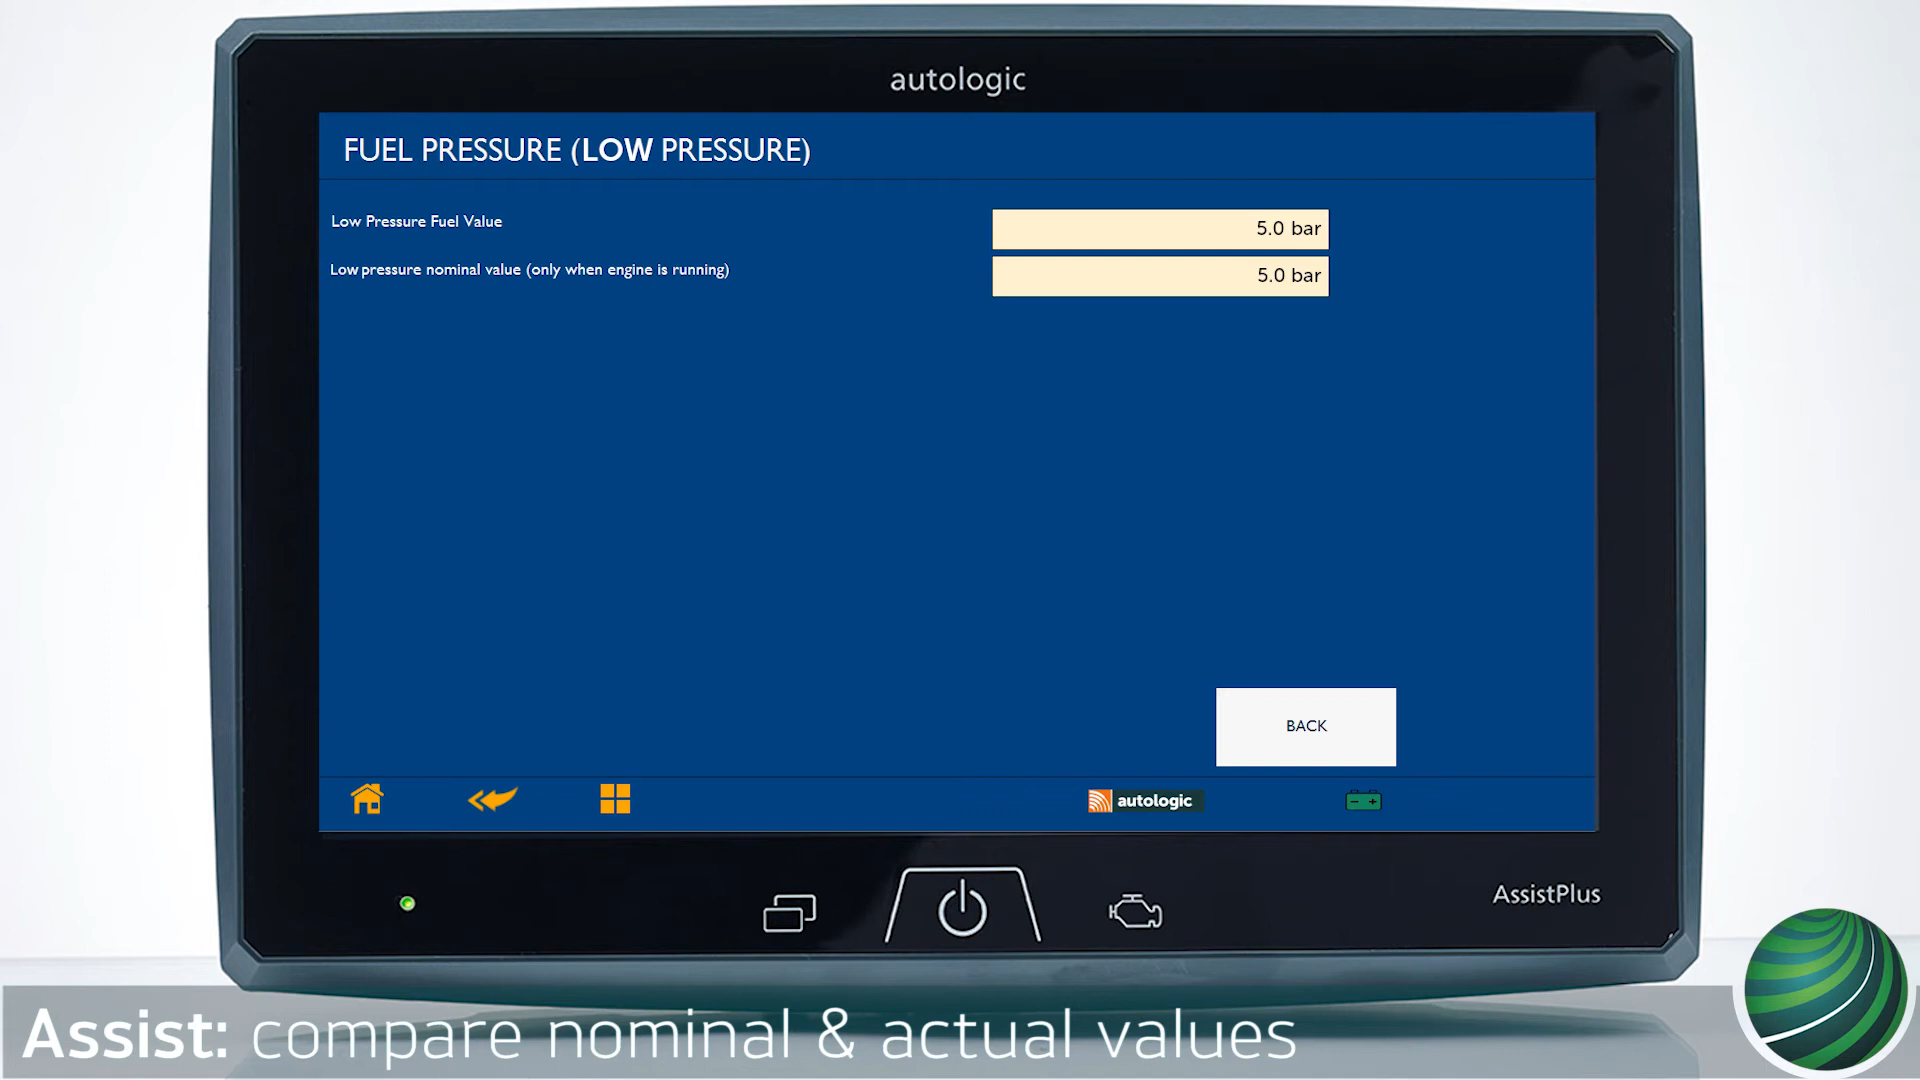 autologic
FUEL PRESSURE (LOW PRESSURE)
Low Pressure Fuel Value
5.0 bar
Low pressure nominal value (only when engine is running)
5.0 bar
BACK
autologic
AssistPlus
Assist: compare nominal & actual values